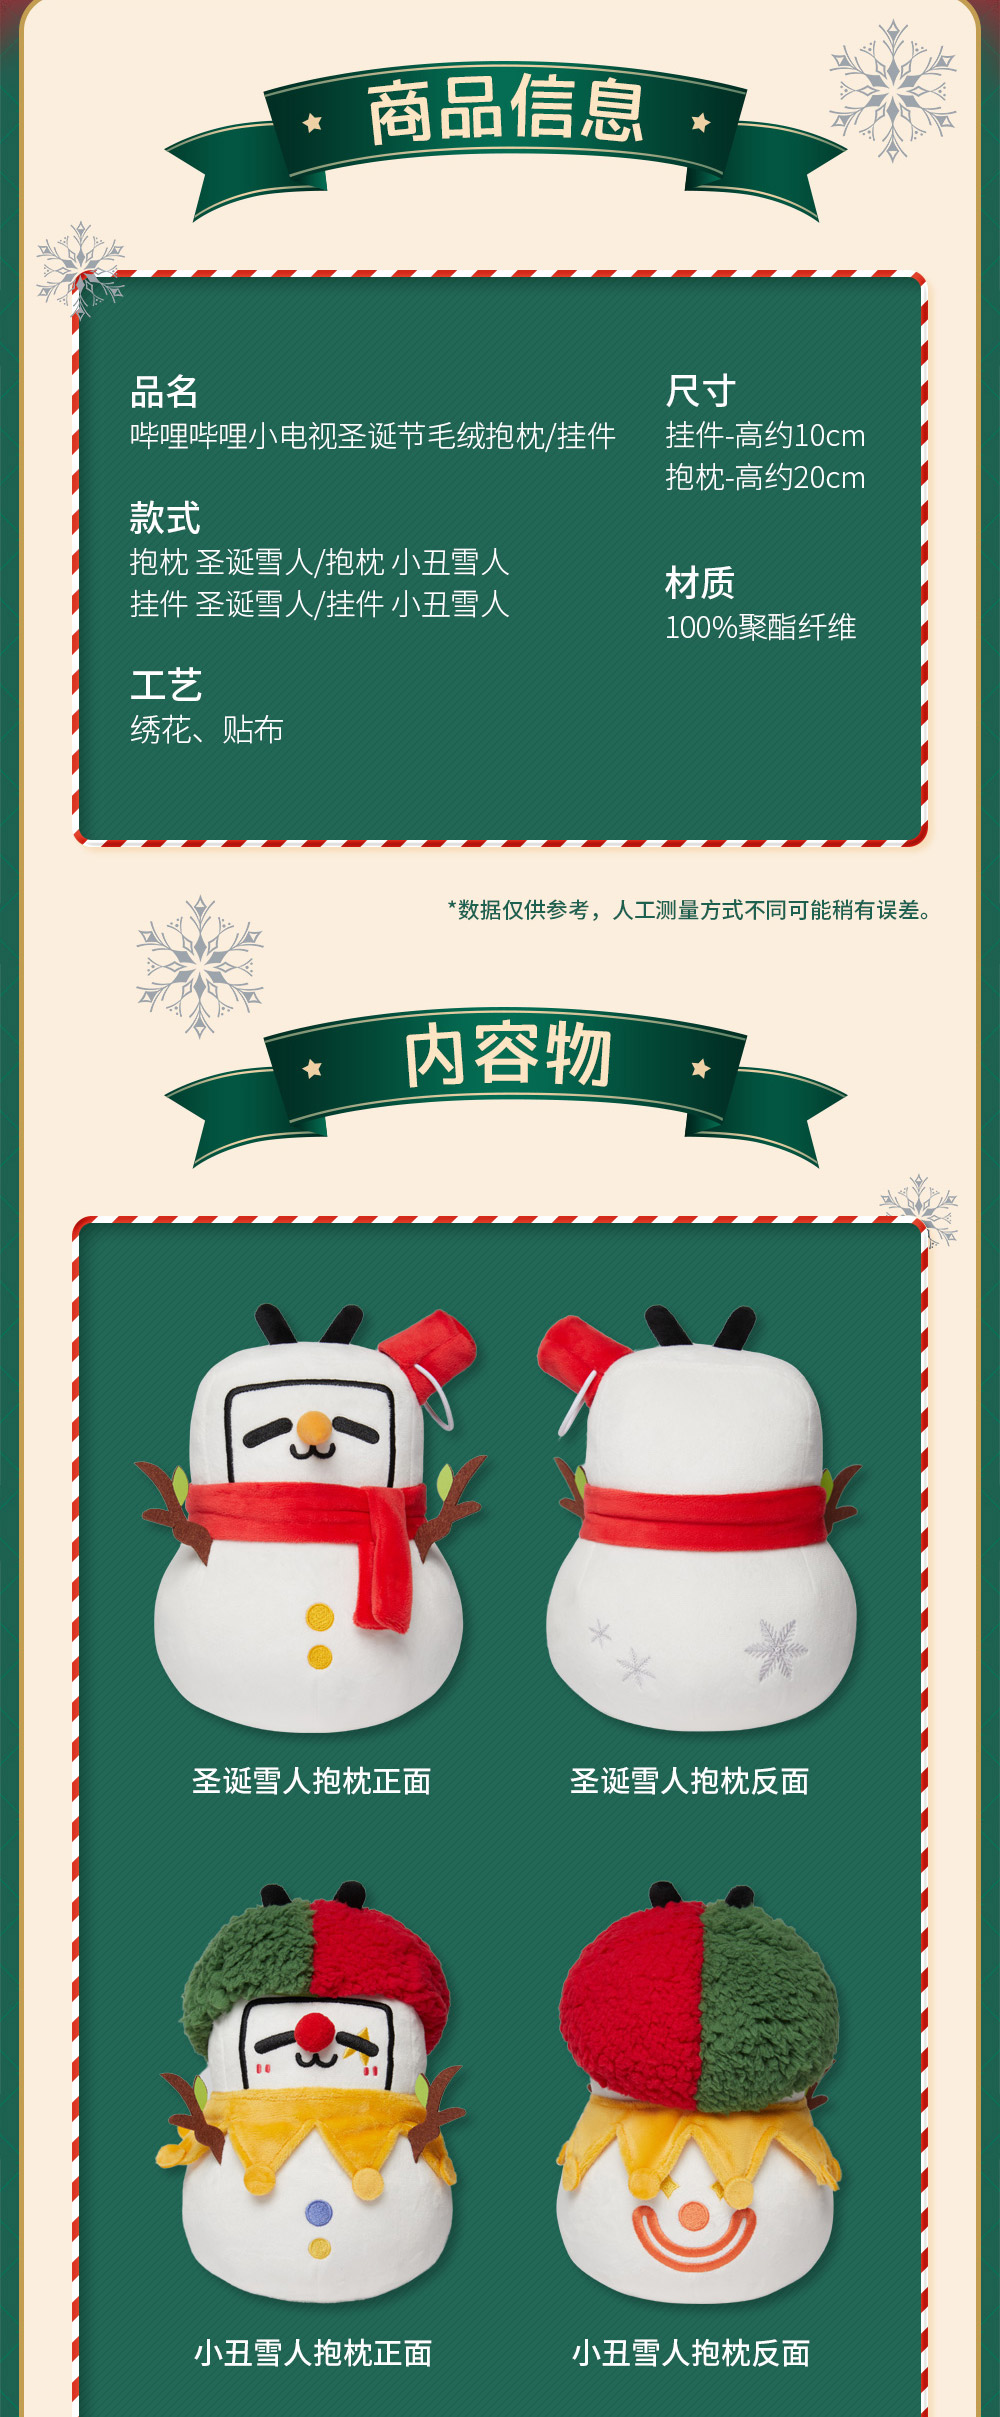 商品信息
品名
哔哩哔哩小电视圣诞节毛绒抱枕/挂件
款式
抱枕 圣诞雪人/抱枕 小丑雪人
挂件 圣诞雪人/挂件 小丑雪人
工艺
绣花、贴布
尺寸
挂件-高约10cm
抱枕-高约20cm
材质
100%聚酯纤维
*数据仅供参考，人工测量方式不同可能稍有误差。
内容物
圣诞雪人抱枕正面
圣诞雪人抱枕反面
小丑雪人抱枕正面
小丑雪人抱枕反面